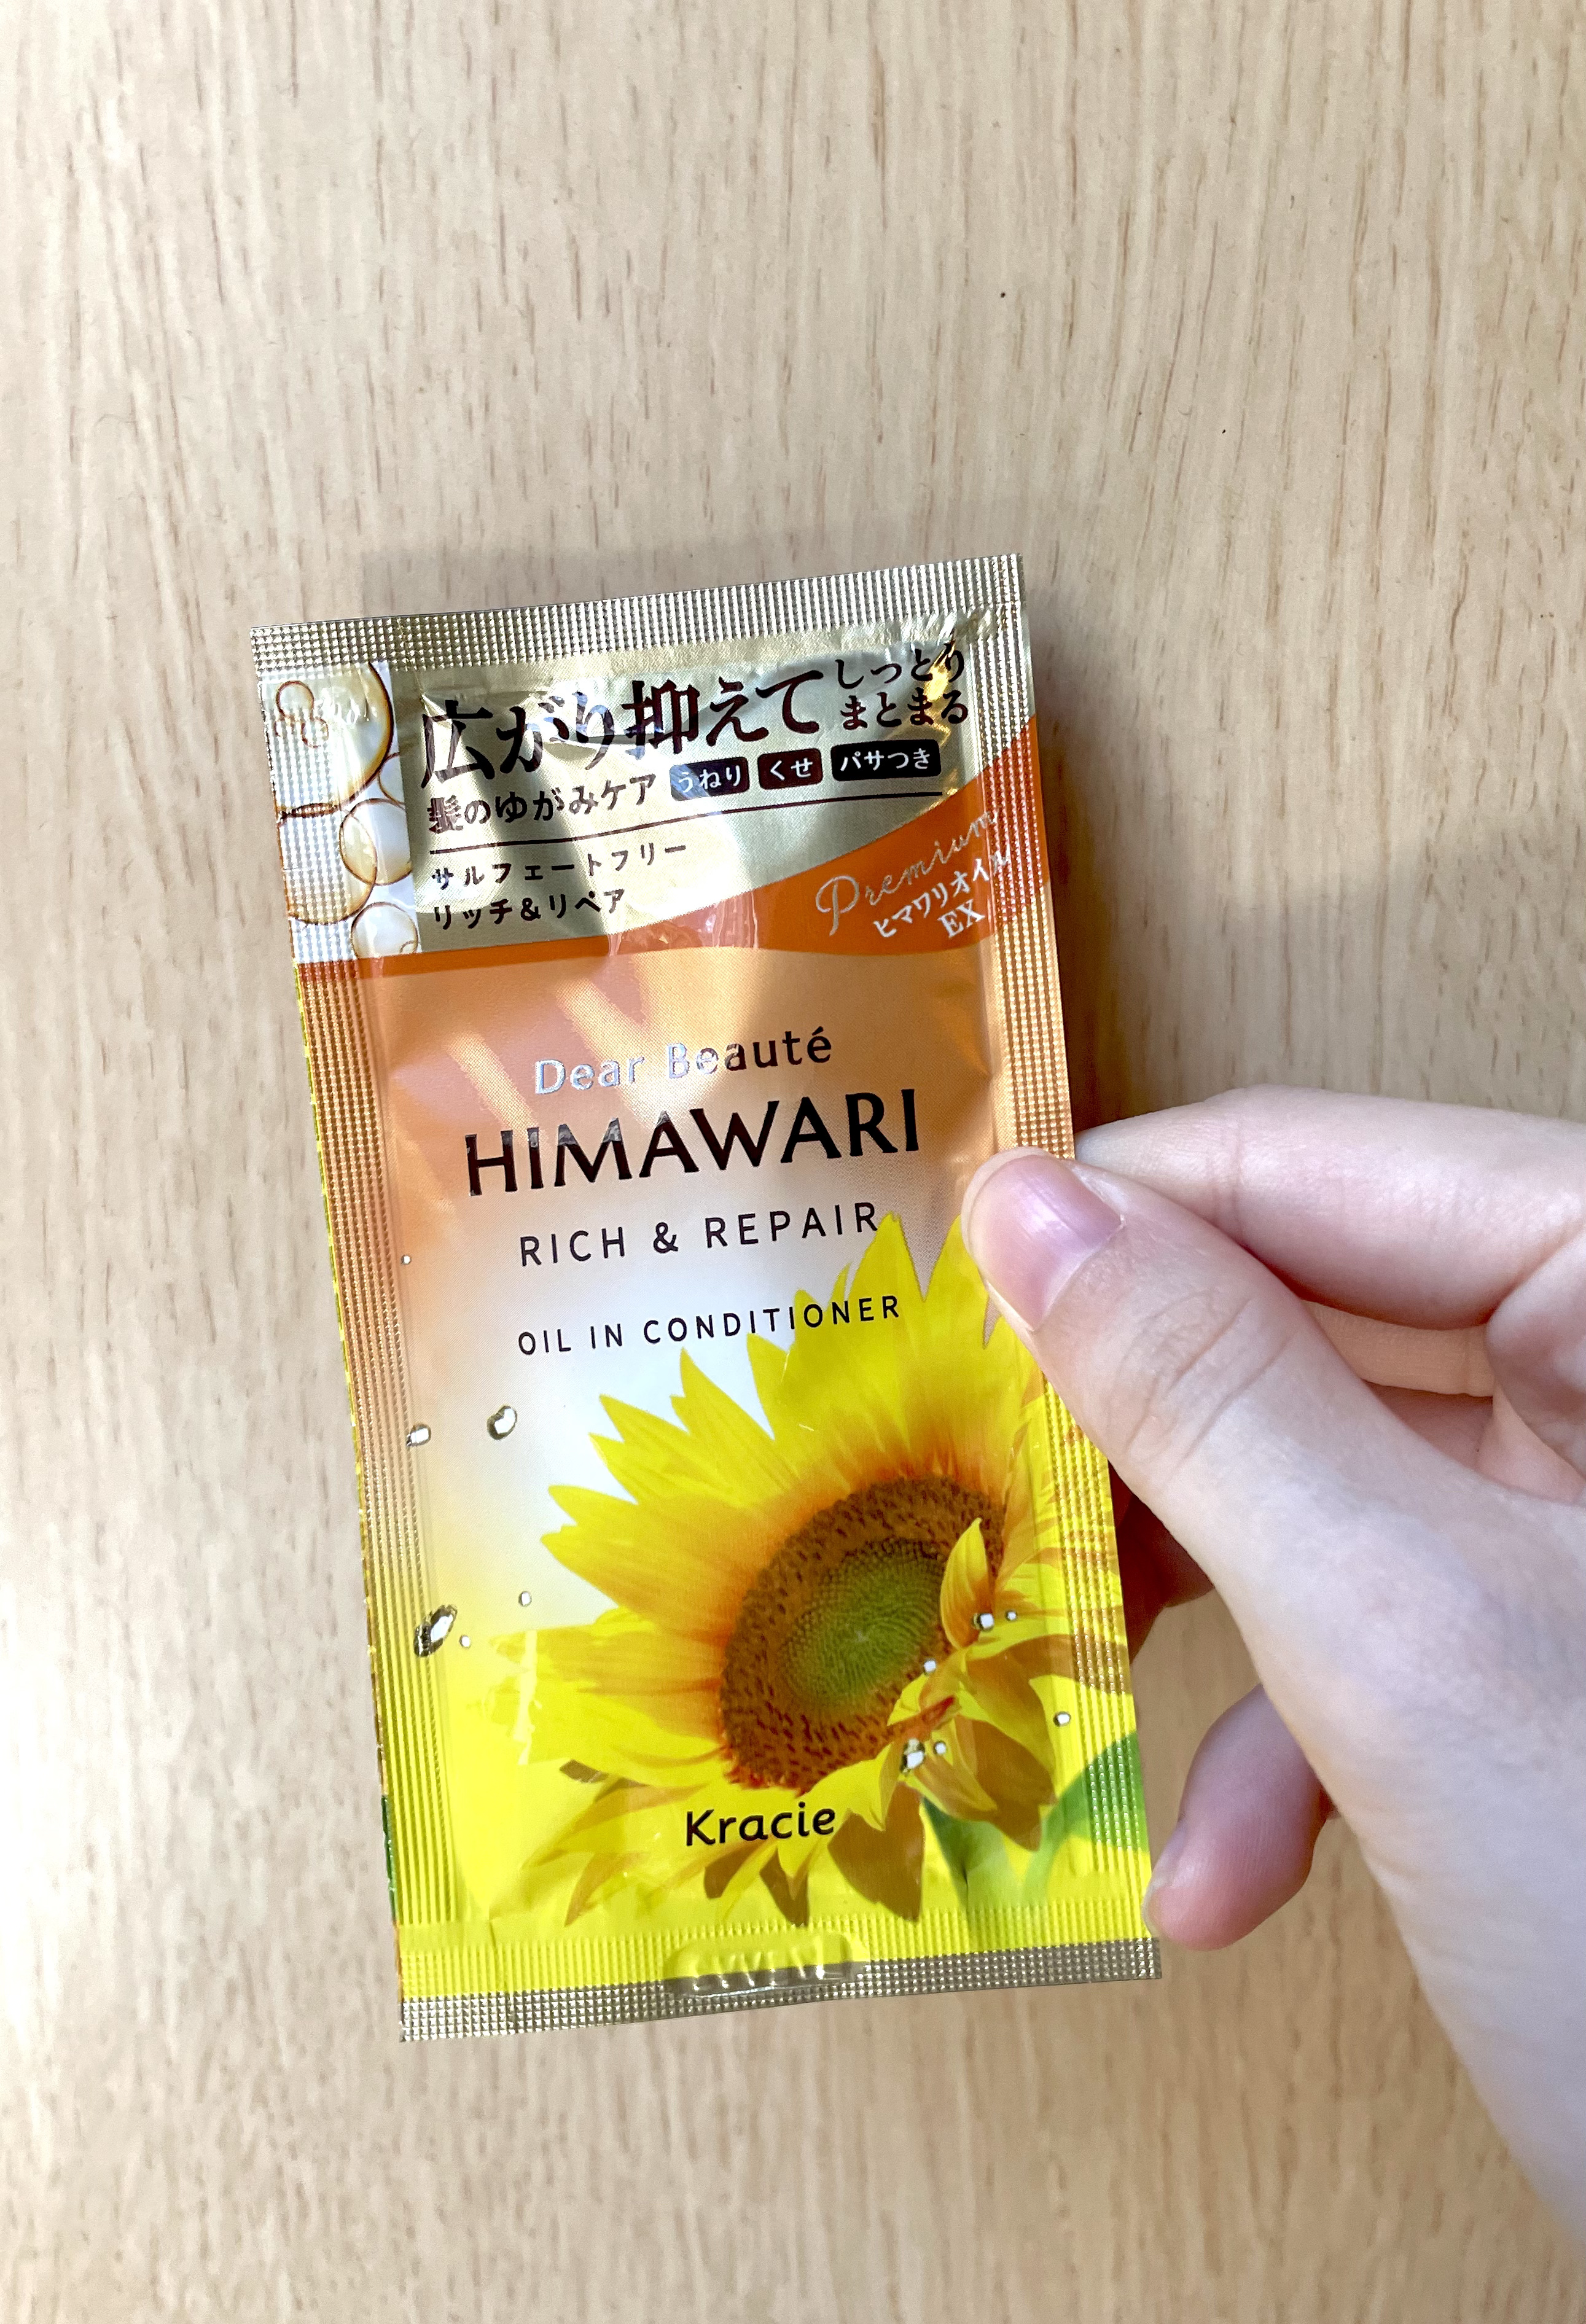 広がり抑えて しっとり
まとまる
髪のゆがみケア うねり くせ パサつき
サルフェートフリー
リッチ&リペア
Premium
ヒマワリオイル
EX
Dear Beauté
HIMAWARI
RICH & REPAIR
OIL IN CONDITIONER
Kracie